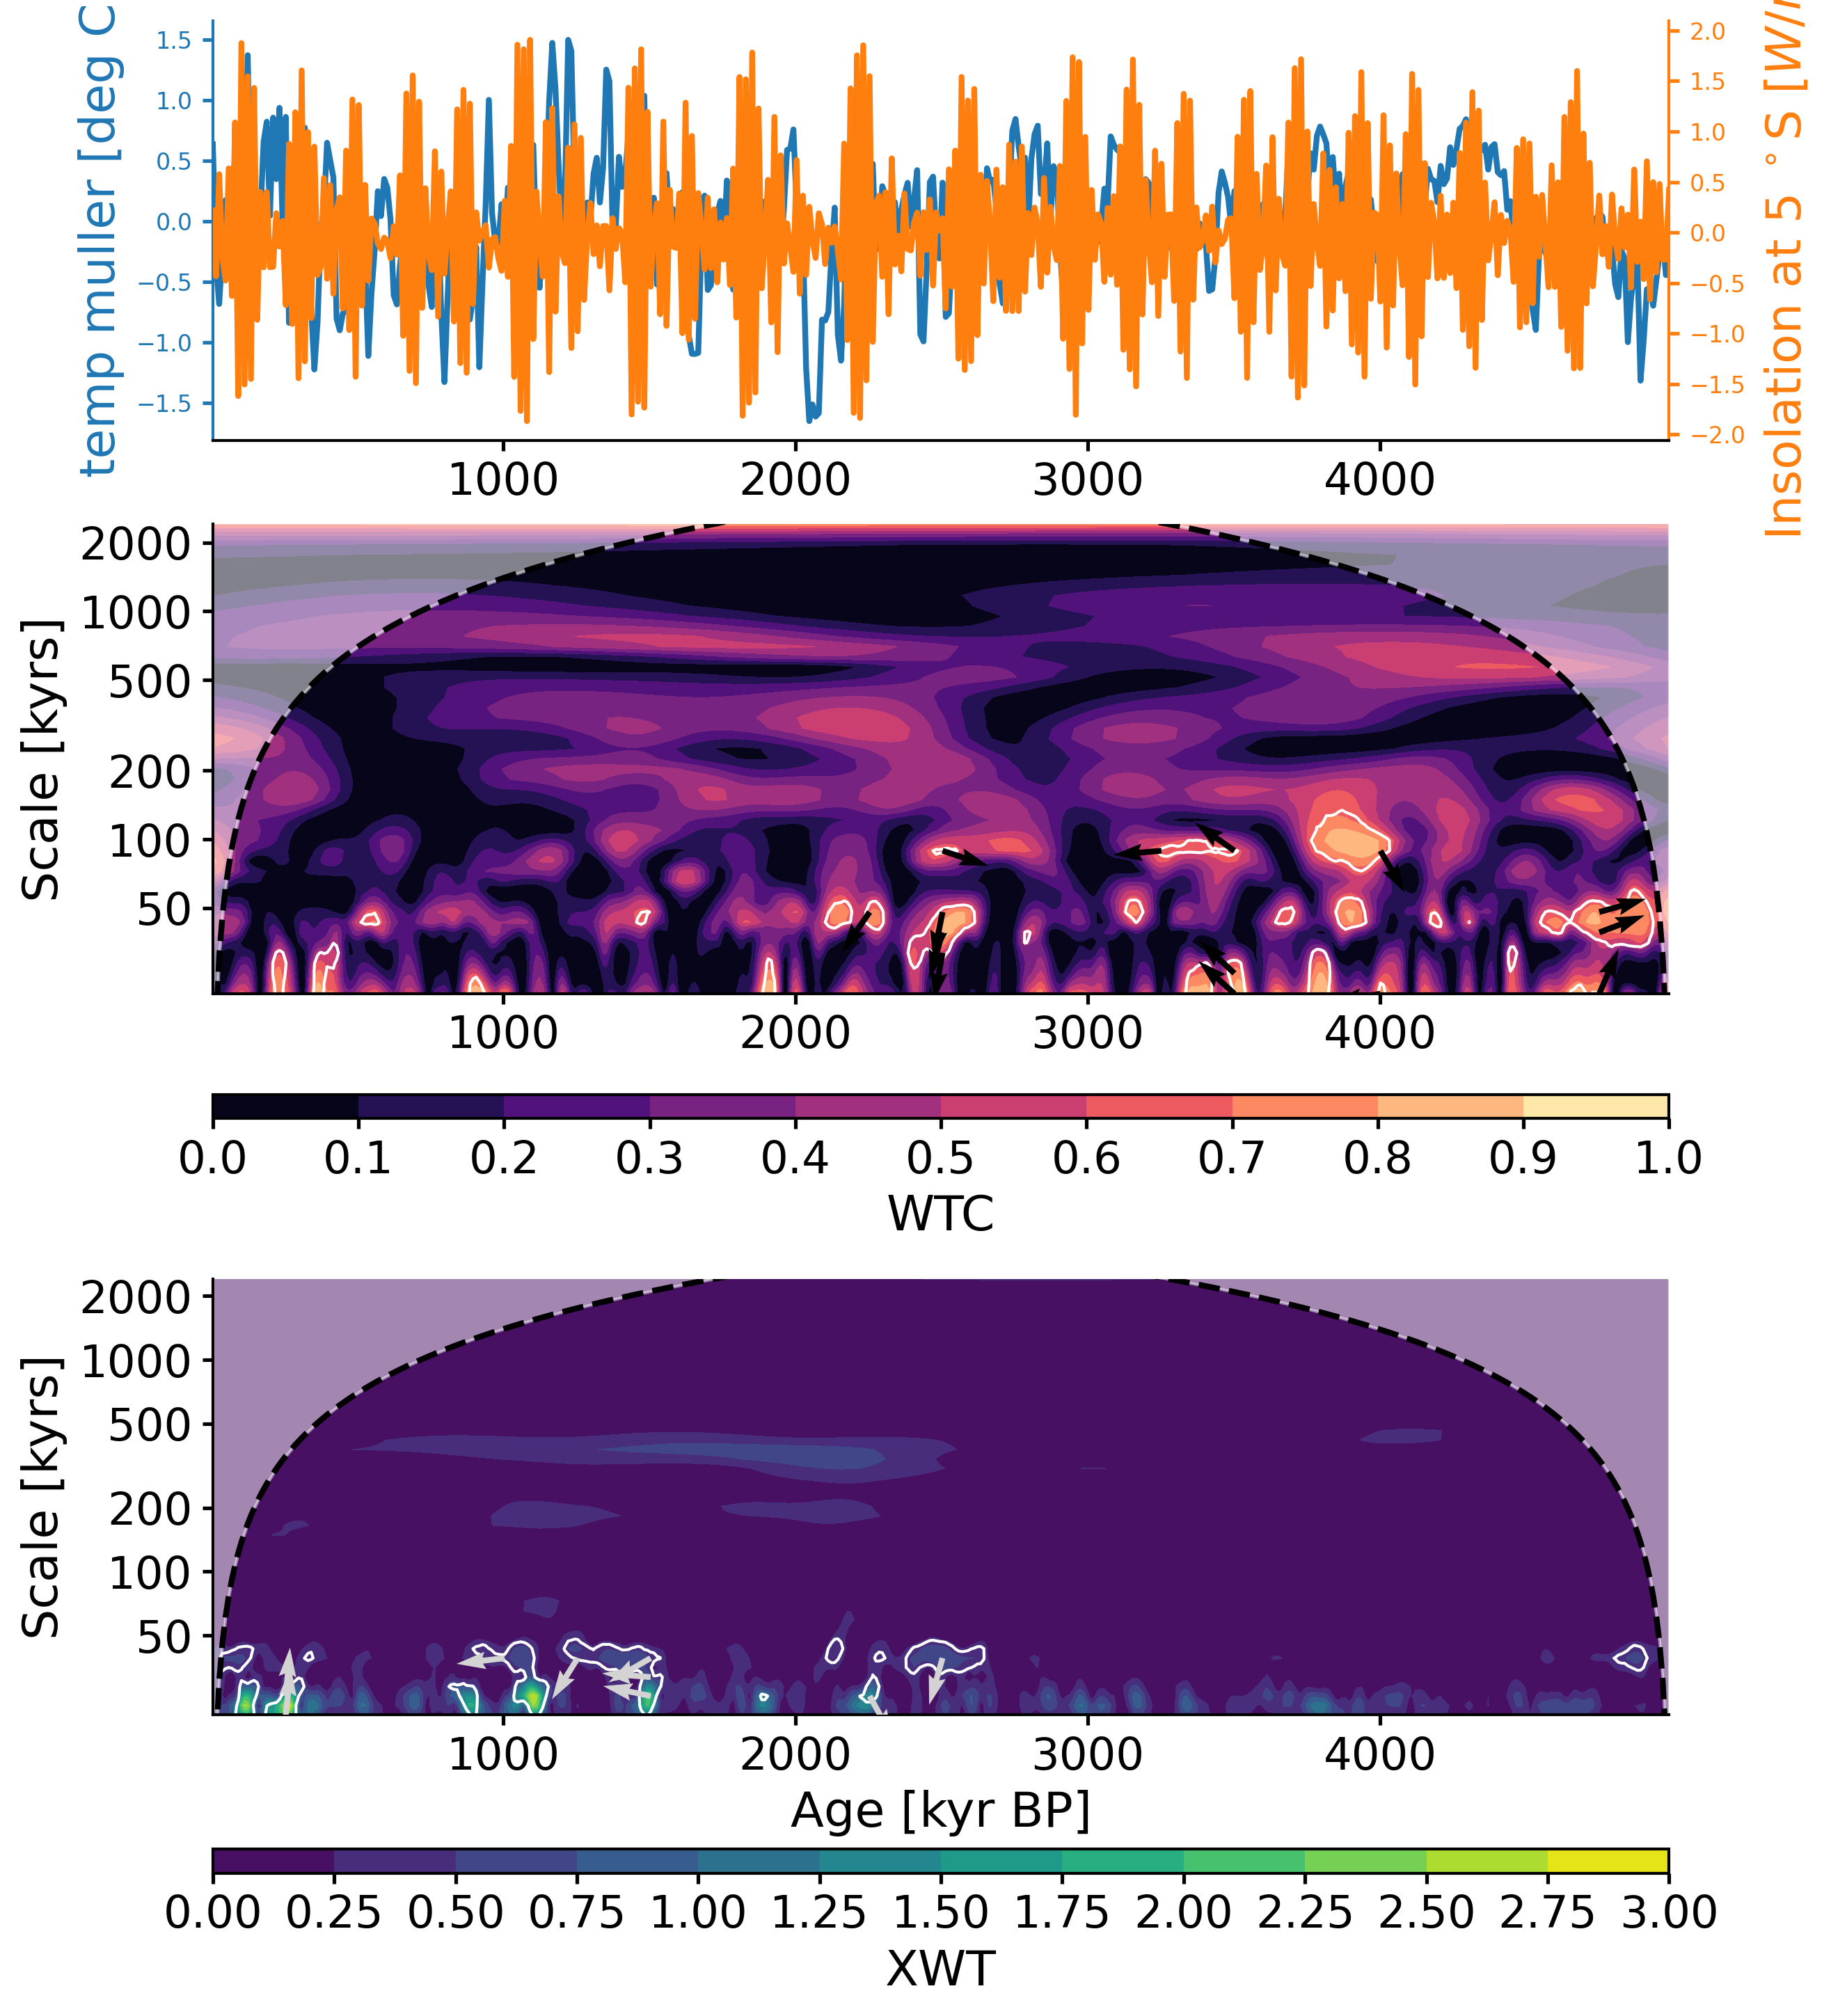 temp muller [deg C
1.5
1.0
0.5
0.0
−0.5
−1.0
−1.5
2.0
1.5
1.0
0.5
0.0
−0.5
−1.0
−1.5
−2.0
Insolation at 5 °S [W/
1000 2000 3000 4000
Scale [kyrs]
2000
1000
500
200
100
50
1000 2000 3000 4000
0.0 0.1 0.2 0.3 0.4 0.5 0.6 0.7 0.8 0.9 1.0
WTC
Scale [kyrs]
2000
1000
500
200
100
50
1000 2000 3000 4000
Age [kyr BP]
0.00 0.25 0.50 0.75 1.00 1.25 1.50 1.75 2.00 2.25 2.50 2.75 3.00
XWT